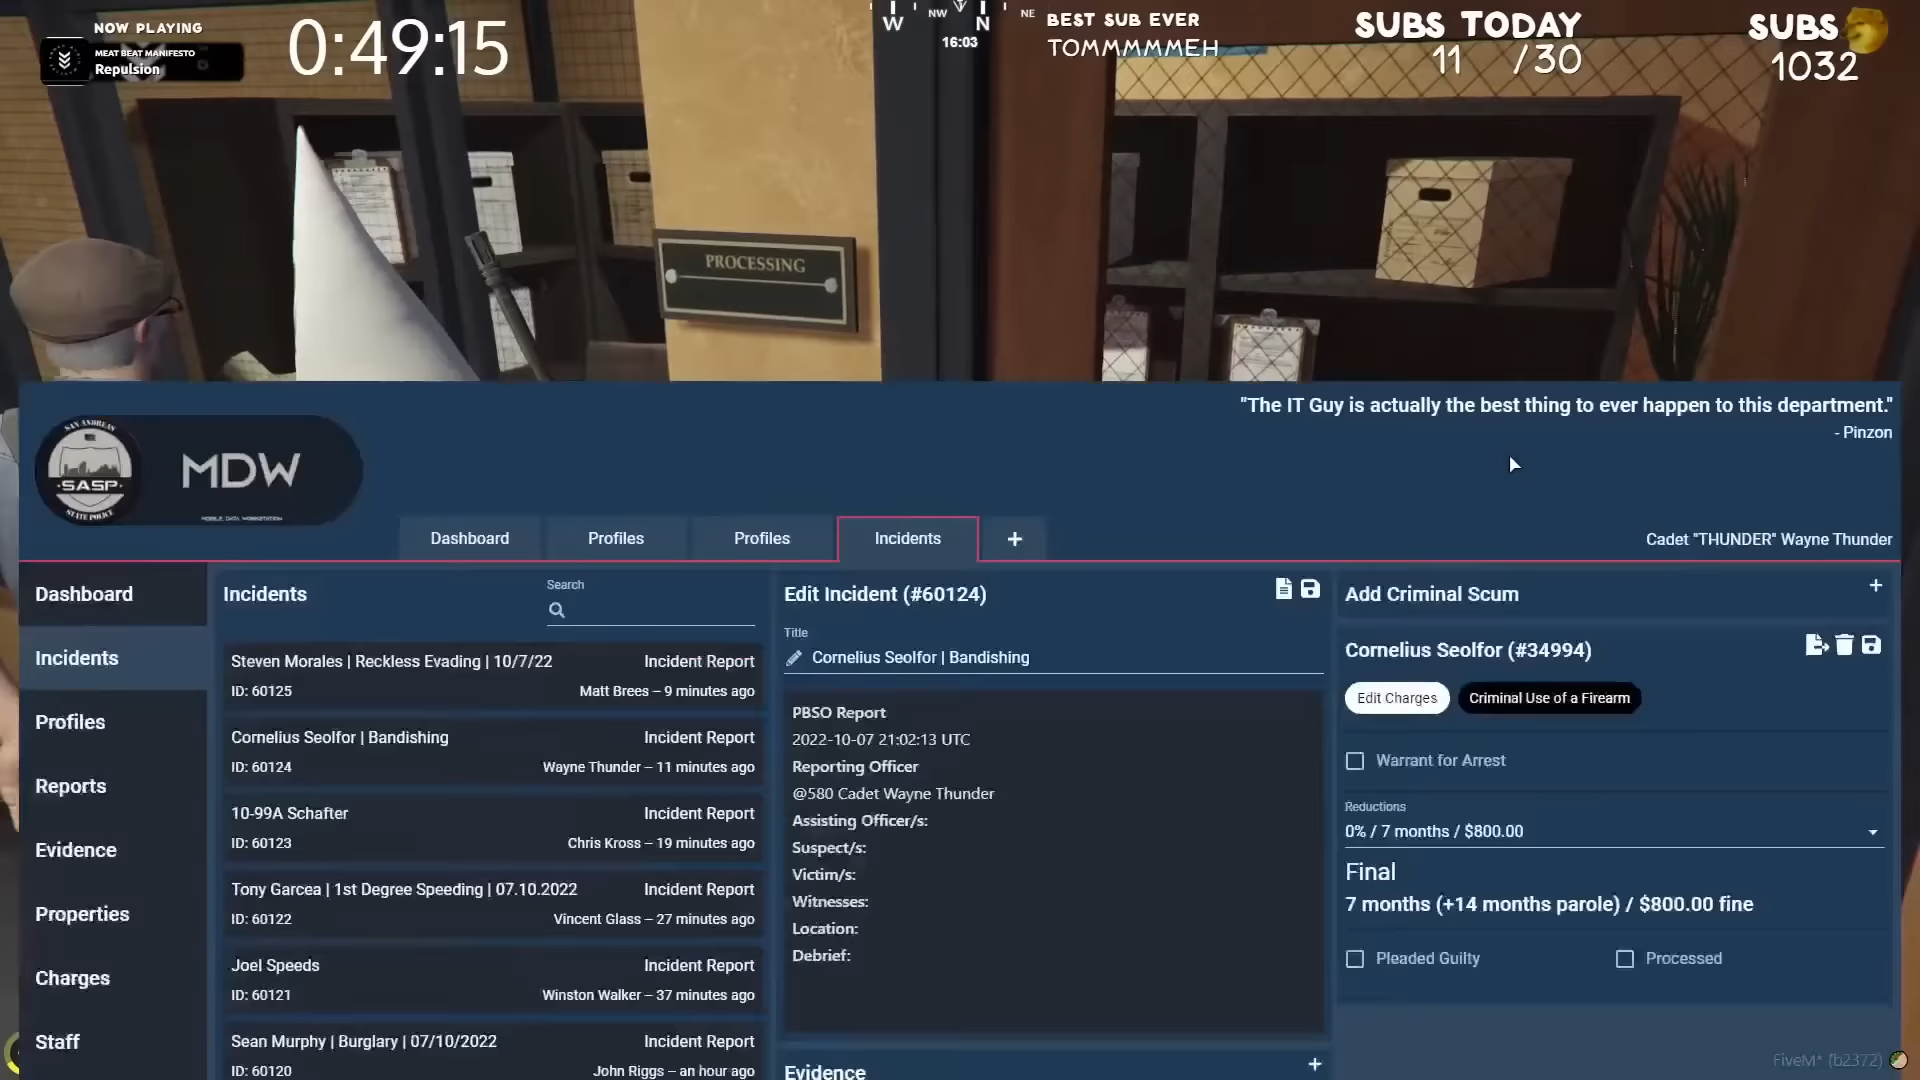 NOW PLAYING
MEAT BEAT MANIFESTO
Repulsion
0:49:15
W NW N NE
16:03
BEST SUB EVER
TOMMMMMEH
SUBS TODAY
11 /30
SUBS
1032
PROCESSING
"The IT Guy is actually the best thing to ever happen to this department."
- Pinzon
SAN ANDREAS
SASP
STATE POLICE
MDW
MOBILE DATA WORKSTATION
Dashboard
Profiles
Profiles
Incidents
+
Cadet "THUNDER" Wayne Thunder
Dashboard
Incidents
Profiles
Reports
Evidence
Properties
Charges
Staff
Incidents
Search
Steven Morales | Reckless Evading | 10/7/22 Incident Report
ID: 60125 Matt Brees – 9 minutes ago
Cornelius Seolfor | Bandishing Incident Report
ID: 60124 Wayne Thunder – 11 minutes ago
10-99A Schafter Incident Report
ID: 60123 Chris Kross – 19 minutes ago
Tony Garcea | 1st Degree Speeding | 07.10.2022 Incident Report
ID: 60122 Vincent Glass – 27 minutes ago
Joel Speeds Incident Report
ID: 60121 Winston Walker – 37 minutes ago
Sean Murphy | Burglary | 07/10/2022 Incident Report
ID: 60120 John Riggs – an hour ago
Edit Incident (#60124)
Title
Cornelius Seolfor | Bandishing
PBSO Report
2022-10-07 21:02:13 UTC
Reporting Officer
@580 Cadet Wayne Thunder
Assisting Officer/s:
Suspect/s:
Victim/s:
Witnesses:
Location:
Debrief:
Evidence +
Add Criminal Scum +
Cornelius Seolfor (#34994)
Edit Charges Criminal Use of a Firearm
Warrant for Arrest
Reductions
0% / 7 months / $800.00
Final
7 months (+14 months parole) / $800.00 fine
Pleaded Guilty Processed
FiveM* (b2372)